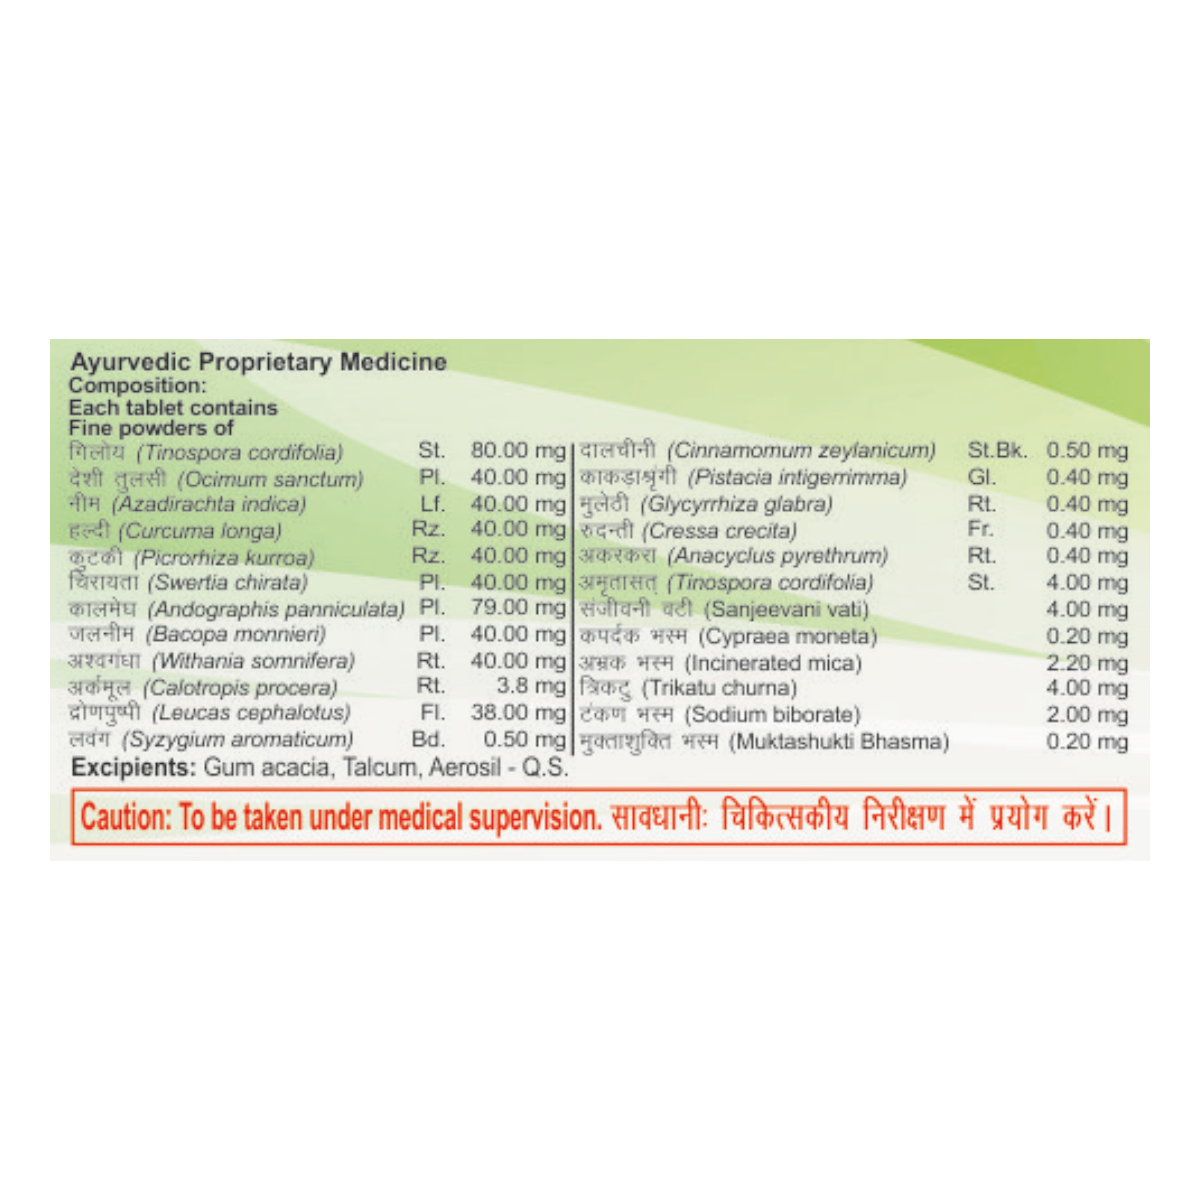 Ayurvedic Proprietary Medicine
Composition:
Each tablet contains
Fine powders of
गिलोय (Tinospora cordifolia) St. 80.00 mg
देशी तुलसी (Ocimum sanctum) Pl. 40.00 mg
नीम (Azadirachta indica) Lf. 40.00 mg
हल्दी (Curcuma longa) Rz. 40.00 mg
कुटकी (Picrorhiza kurroa) Rz. 40.00 mg
चिरायता (Swertia chirata) Pl. 40.00 mg
कालमेघ (Andographis panniculata) Pl. 79.00 mg
जलनीम (Bacopa monnieri) Pl. 40.00 mg
अश्वगंधा (Withania somnifera) Rt. 40.00 mg
अर्कमूल (Calotropis procera) Rt. 3.8 mg
द्रोणपुष्पी (Leucas cephalotus) Fl. 38.00 mg
लवंग (Syzygium aromaticum) Bd. 0.50 mg
दालचीनी (Cinnamomum zeylanicum) St.Bk. 0.50 mg
काकड़ाश्रृंगी (Pistacia intigerrimma) Gl. 0.40 mg
मुलेठी (Glycyrrhiza glabra) Rt. 0.40 mg
रुदन्ती (Cressa crecita) Fr. 0.40 mg
अकरकरा (Anacyclus pyrethrum) Rt. 0.40 mg
अमृतासत् (Tinospora cordifolia) St. 4.00 mg
संजीवनी वटी (Sanjeevani vati) 4.00 mg
कपर्दक भस्म (Cypraea moneta) 0.20 mg
अभ्रक भस्म (Incinerated mica) 2.20 mg
त्रिकटु (Trikatu churna) 4.00 mg
टंकण भस्म (Sodium biborate) 2.00 mg
मुक्ताशुक्ति भस्म (Muktashukti Bhasma) 0.20 mg
Excipients: Gum acacia, Talcum, Aerosil - Q.S.
Caution: To be taken under medical supervision. सावधानी: चिकित्सकीय निरीक्षण में प्रयोग करें।